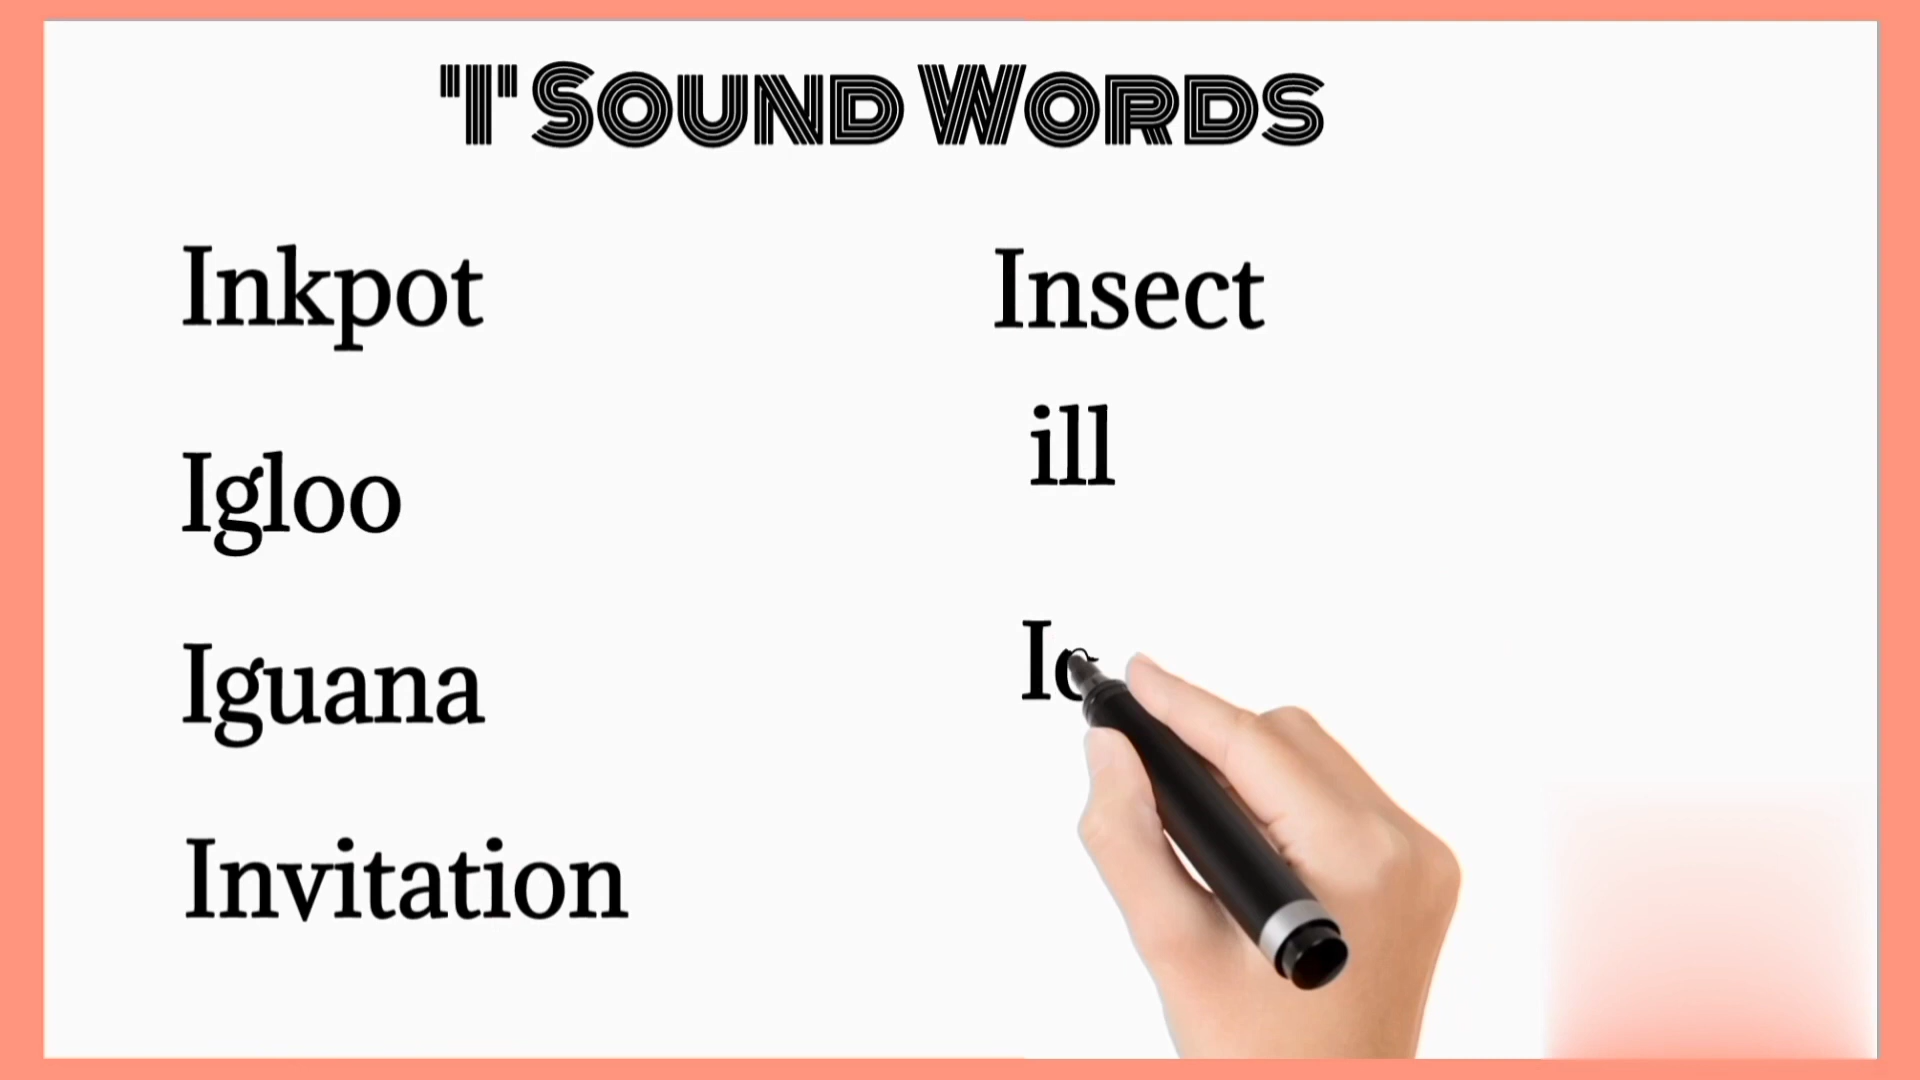 "I" Sound Words
Inkpot
Igloo
Iguana
Invitation
Insect
ill